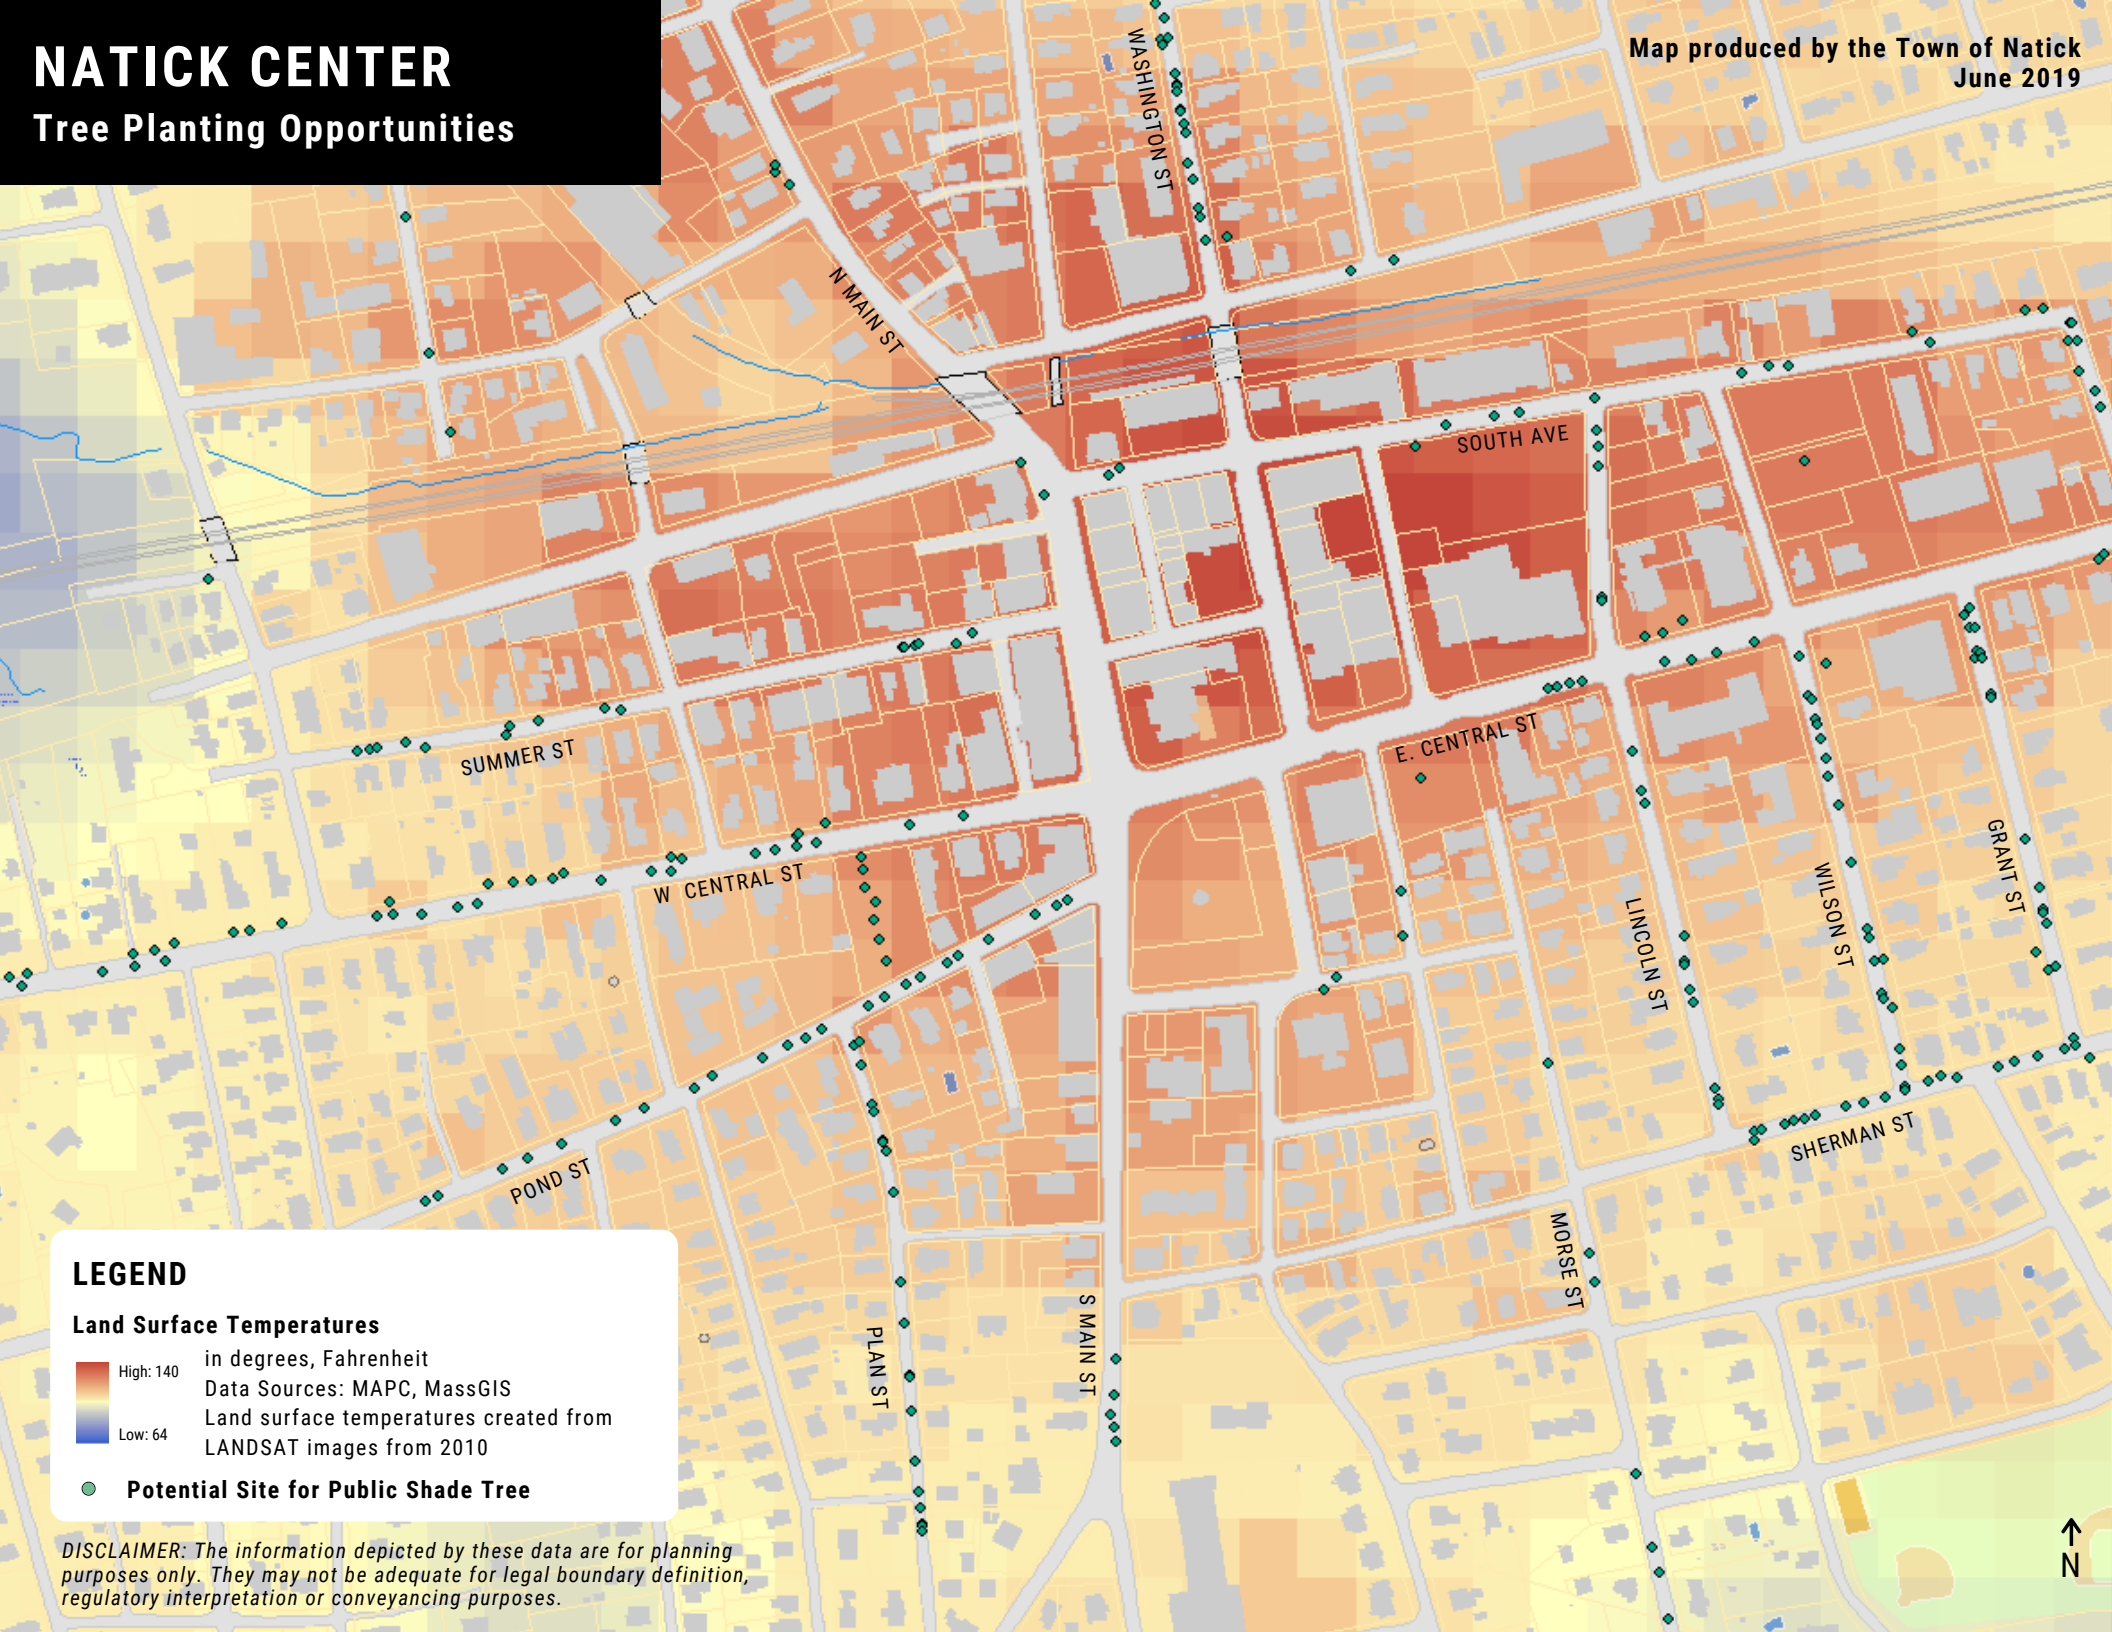 NATICK CENTER
Tree Planting Opportunities
Map produced by the Town of Natick
June 2019
WASHINGTON ST
N MAIN ST
SOUTH AVE
SUMMER ST
E. CENTRAL ST
W CENTRAL ST
LINCOLN ST
WILSON ST
GRANT ST
POND ST
SHERMAN ST
MORSE ST
PLAN ST
S MAIN ST
LEGEND
Land Surface Temperatures
High: 140
Low: 64
in degrees, Fahrenheit
Data Sources: MAPC, MassGIS
Land surface temperatures created from
LANDSAT images from 2010
Potential Site for Public Shade Tree
DISCLAIMER: The information depicted by these data are for planning
purposes only. They may not be adequate for legal boundary definition,
regulatory interpretation or conveyancing purposes.
N